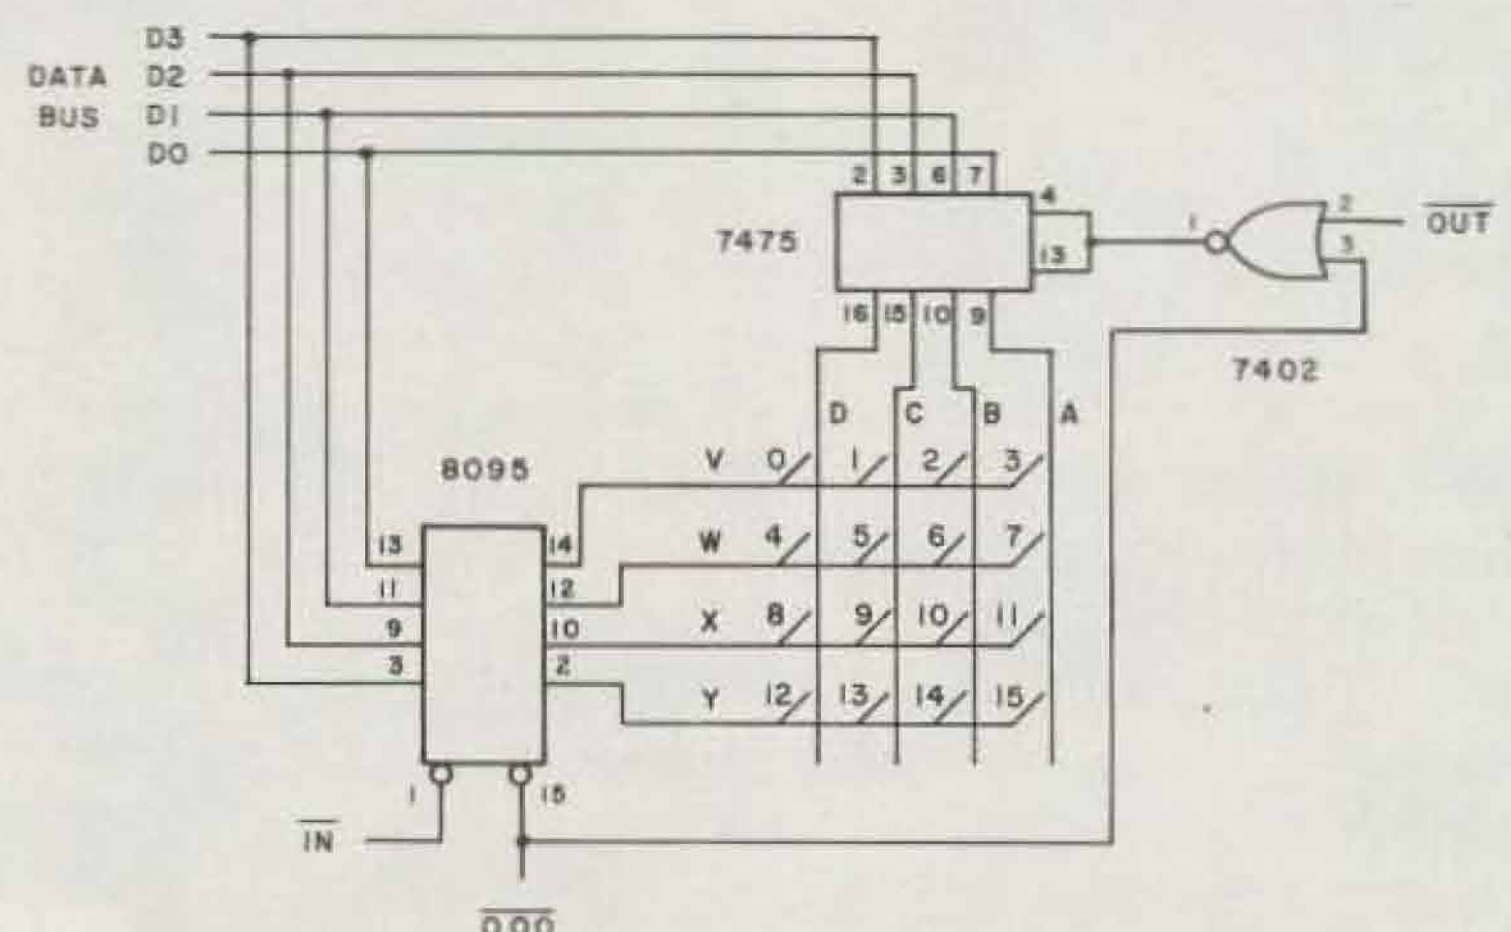 D3
DATA D2
BUS D1
D0
2 3 6 7
4
7475
13
1
2
3
OUT
16 15 10 9
7402
D C B A
8095
V 0 1 2 3
13 14
W 4 5 6 7
11 12
X 8 9 10 11
9 10
3 2
Y 12 13 14 15
1 15
IN
000